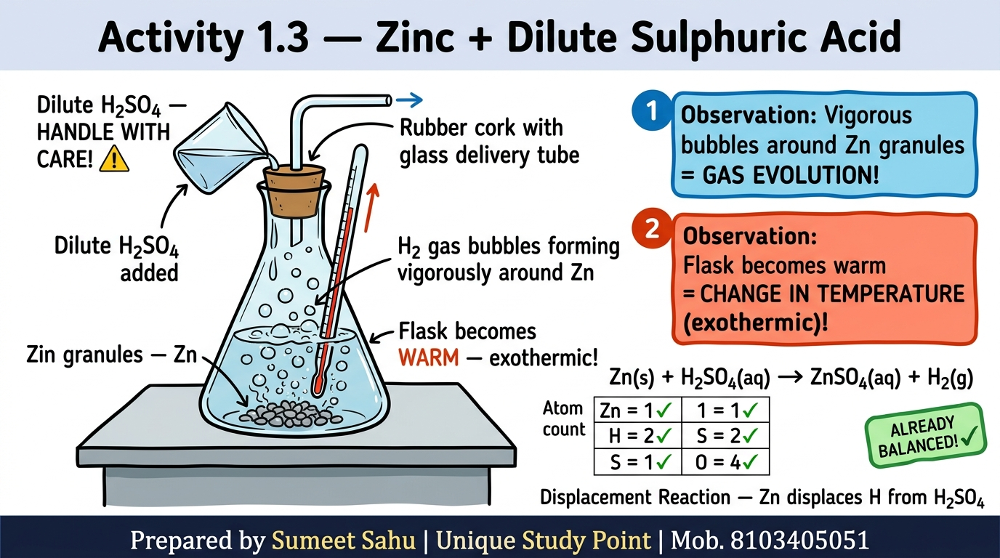 Activity 1.3 — Zinc + Dilute Sulphuric Acid
Dilute H₂SO₄ —
HANDLE WITH
CARE! ⚠
Rubber cork with
glass delivery tube
Dilute H₂SO₄
added
H₂ gas bubbles forming
vigorously around Zn
Flask becomes
WARM — exothermic!
Zin granules — Zn
1
Observation: Vigorous
bubbles around Zn granules
= GAS EVOLUTION!
2
Observation:
Flask becomes warm
= CHANGE IN TEMPERATURE
(exothermic)!
Zn(s) + H₂SO₄(aq) → ZnSO₄(aq) + H₂(g)
Atom
count
Zn = 1✓ 1 = 1✓
H = 2✓ S = 2✓
S = 1✓ O = 4✓
ALREADY
BALANCED! ✓
Displacement Reaction — Zn displaces H from H₂SO₄
Prepared by Sumeet Sahu | Unique Study Point | Mob. 8103405051